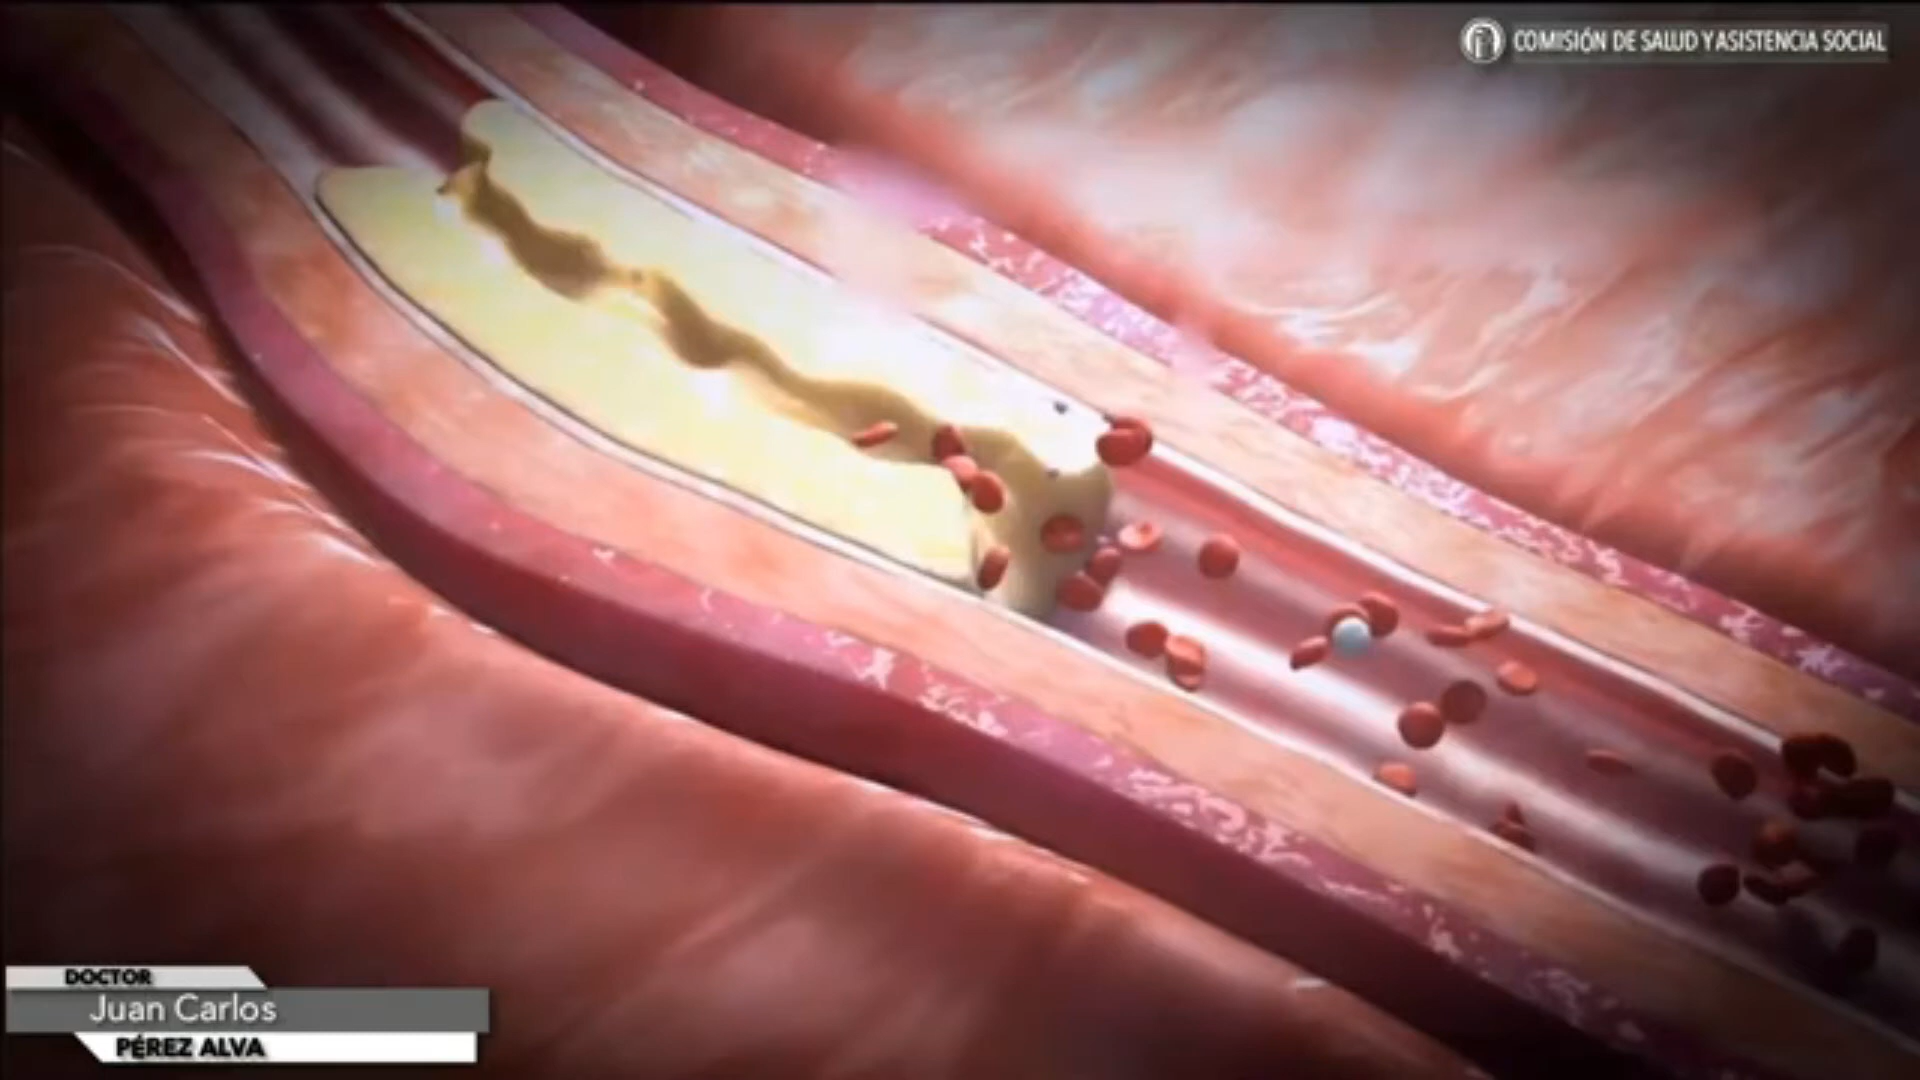 COMISIÓN DE SALUD Y ASISTENCIA SOCIAL
DOCTOR
Juan Carlos
PÉREZ ALVA